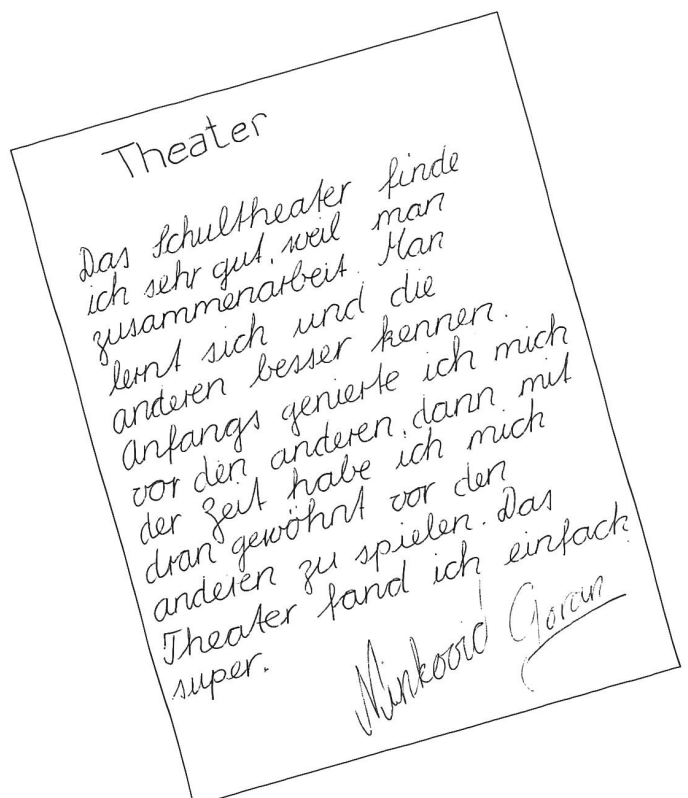 Theater
Das Schultheater finde
ich sehr gut, weil man
zusammenarbeit. Man
lernt sich und die
anderen besser kennen.
Anfangs genierte ich mich
vor den anderen, dann mit
der Zeit habe ich mich
dran gewöhnt vor den
anderen zu spielen. Das
Theater fand ich einfach
super.
Ninkovic Goran